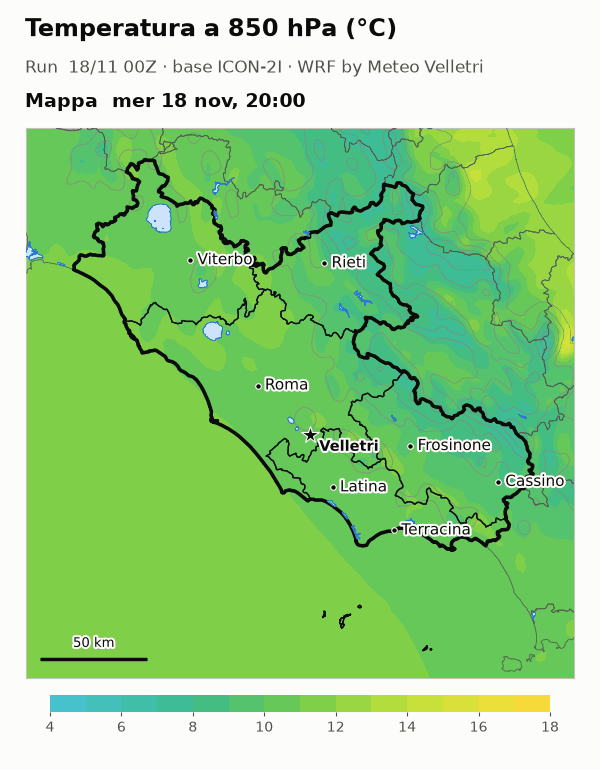 Temperatura a 850 hPa (°C)
Run  18/11 00Z · base ICON-2I · WRF by Meteo Velletri
Mappa  mer 18 nov, 20:00
Viterbo
Rieti
Roma
Velletri
Frosinone
Latina
Cassino
Terracina
50 km
4 6 8 10 12 14 16 18